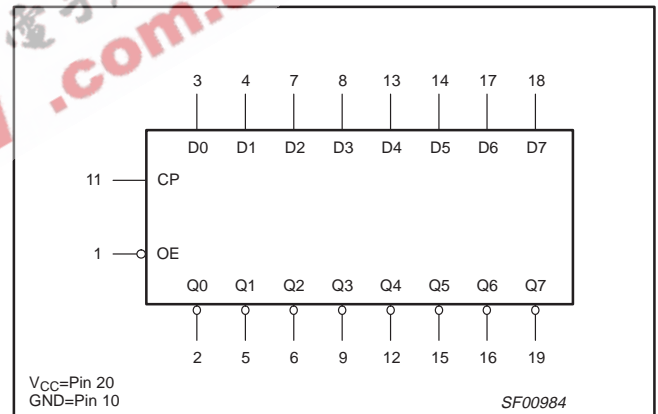 .com.
3 4 7 8 13 14 17 18
D0 D1 D2 D3 D4 D5 D6 D7
11 CP
1 OE
Q0 Q1 Q2 Q3 Q4 Q5 Q6 Q7
2 5 6 9 12 15 16 19
VCC=Pin 20
GND=Pin 10
SF00984